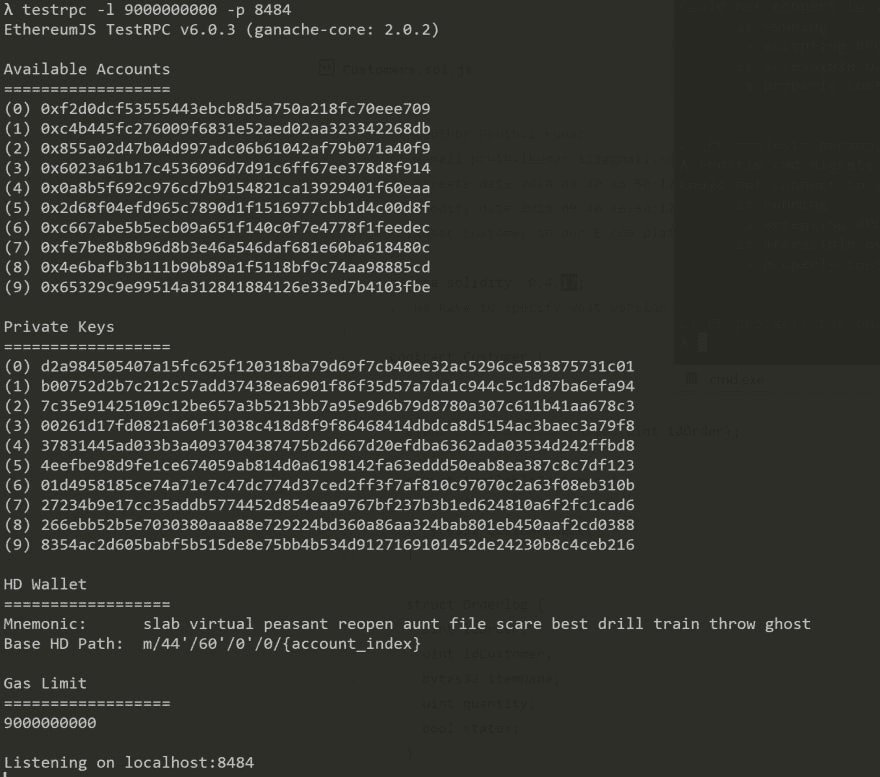 λ testrpc -l 9000000000 -p 8484
EthereumJS TestRPC v6.0.3 (ganache-core: 2.0.2)
Available Accounts
==================
(0) 0xf2d0dcf53555443ebcb8d5a750a218fc70eee709
(1) 0xc4b445fc276009f6831e52aed02aa323342268db
(2) 0x855a02d47b04d997adc06b61042af79b071a40f9
(3) 0x6023a61b17c4536096d7d91c6ff67ee378d8f914
(4) 0x0a8b5f692c976cd7b9154821ca13929401f60eaa
(5) 0x2d68f04efd965c7890d1f1516977cbb1d4c00d8f
(6) 0xc667abe5b5ecb09a651f140c0f7e4778f1feedec
(7) 0xfe7be8b8b96d8b3e46a546daf681e60ba618480c
(8) 0x4e6bafb3b111b90b89a1f5118bf9c74aa98885cd
(9) 0x65329c9e99514a312841884126e33ed7b4103fbe
Private Keys
==================
(0) d2a984505407a15fc625f120318ba79d69f7cb40ee32ac5296ce583875731c01
(1) b00752d2b7c212c57add37438ea6901f86f35d57a7da1c944c5c1d87ba6efa94
(2) 7c35e91425109c12be657a3b5213bb7a95e9d6b79d8780a307c611b41aa678c3
(3) 00261d17fd0821a60f13038c418d8f9f86468414dbdca8d5154ac3baec3a79f8
(4) 37831445ad033b3a4093704387475b2d667d20efdba6362ada03534d242ffbd8
(5) 4eefbe98d9fe1ce674059ab814d0a6198142fa63eddd50eab8ea387c8c7df123
(6) 01d4958185ce74a71e7c47dc774d37ced2ff3f7af810c97070c2a63f08eb310b
(7) 27234b9e17cc35addb5774452d854eaa9767bf237b3b1ed624810a6f2fc1cad6
(8) 266ebb52b5e7030380aaa88e729224bd360a86aa324bab801eb450aaf2cd0388
(9) 8354ac2d605babf5b515de8e75bb4b534d9127169101452de24230b8c4ceb216
HD Wallet
==================
Mnemonic: slab virtual peasant reopen aunt file scare best drill train throw ghost
Base HD Path: m/44'/60'/0'/0/{account_index}
Gas Limit
==================
9000000000
Listening on localhost:8484